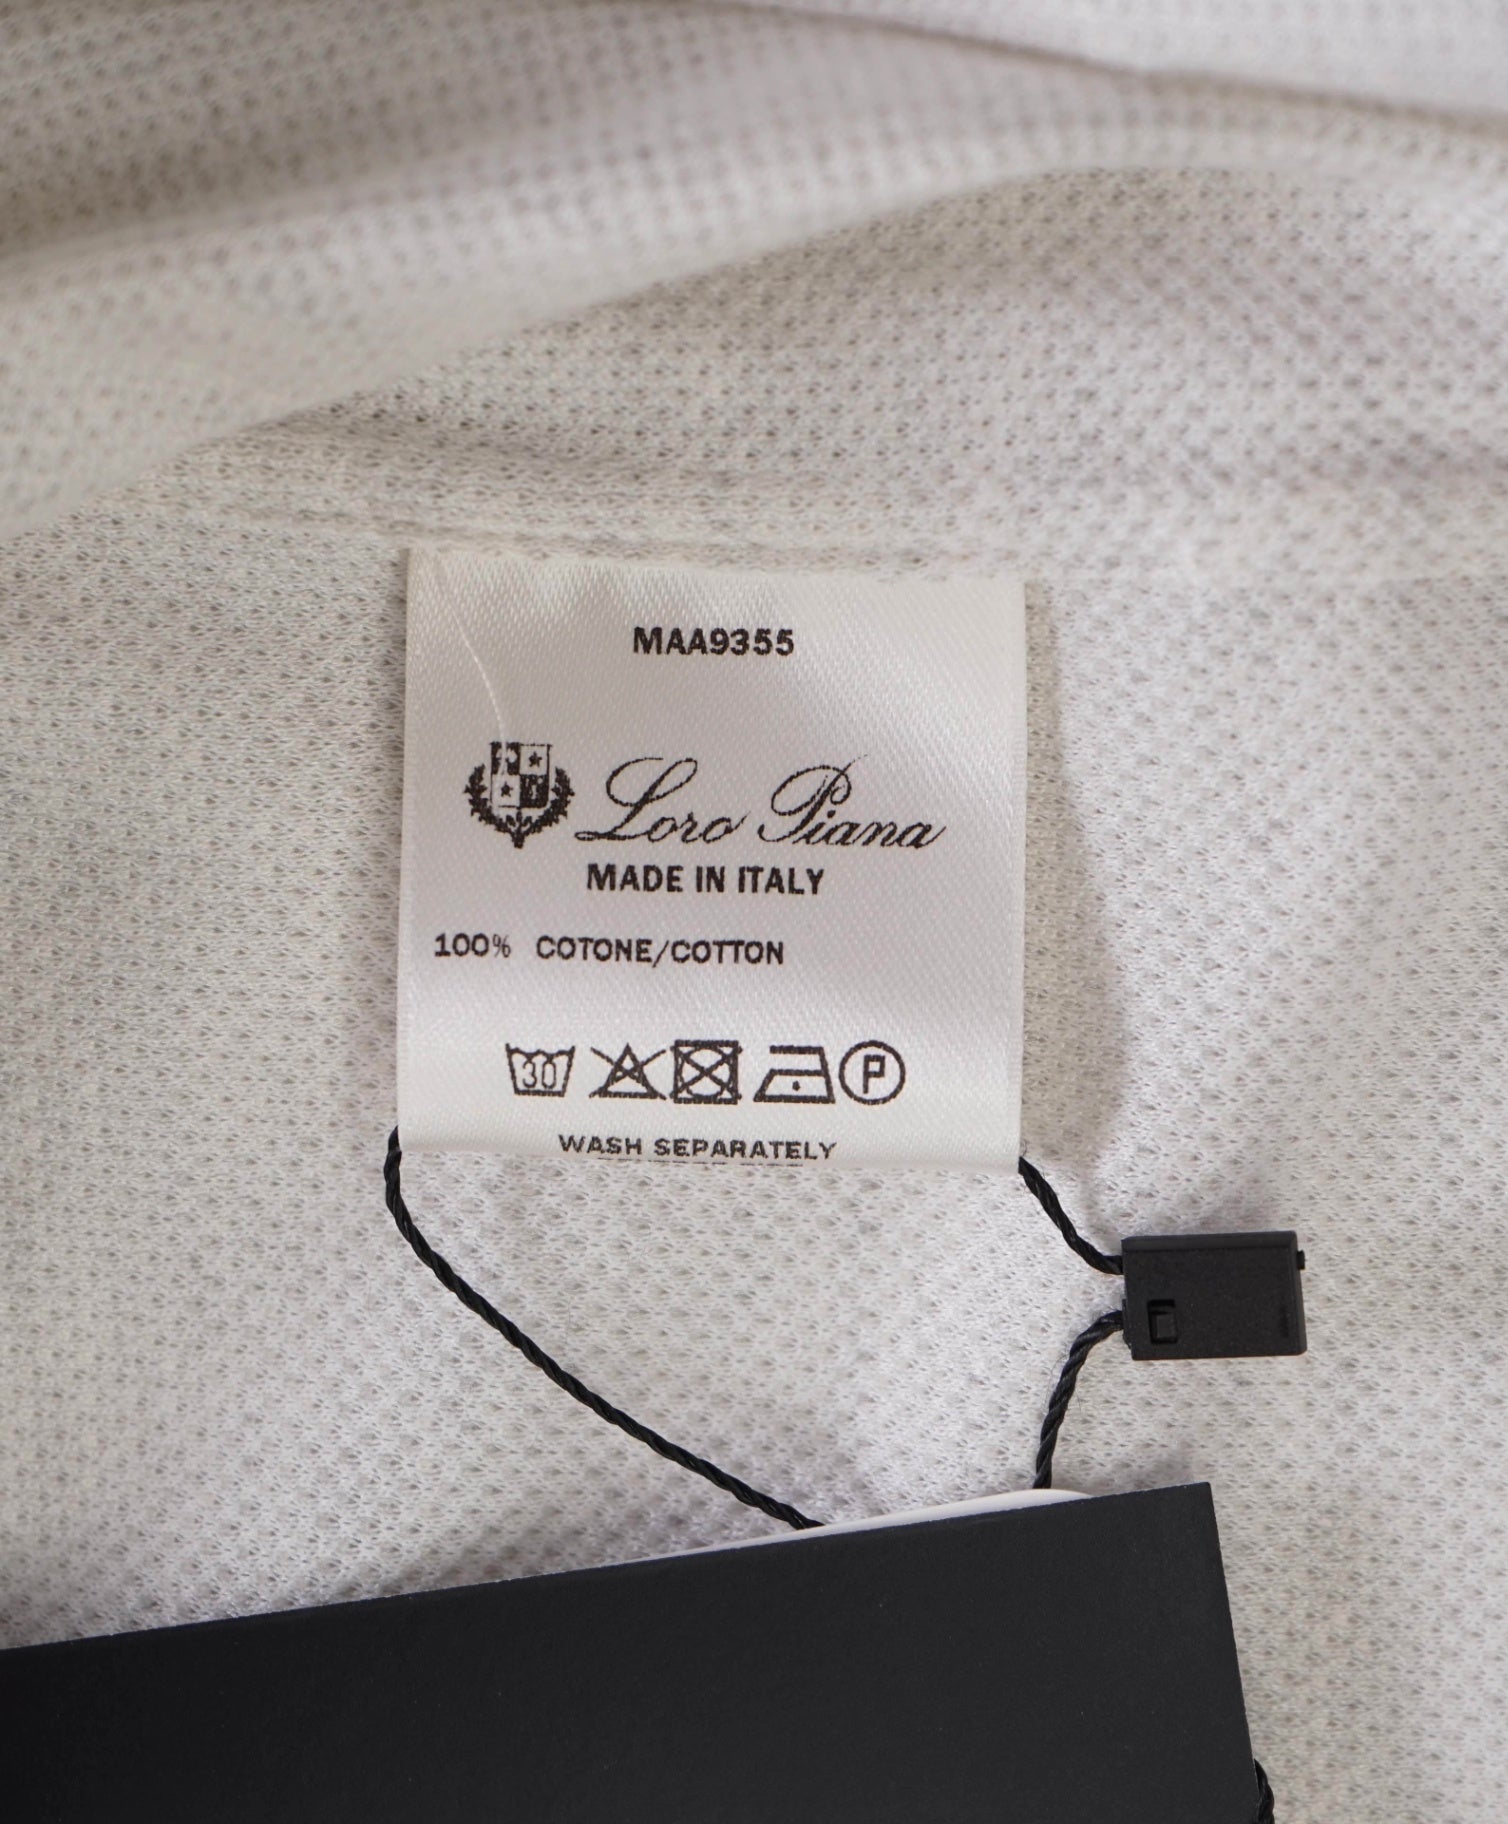 MAA9355
Loro Piana
MADE IN ITALY
100% COTONE/COTTON
30 P
WASH SEPARATELY